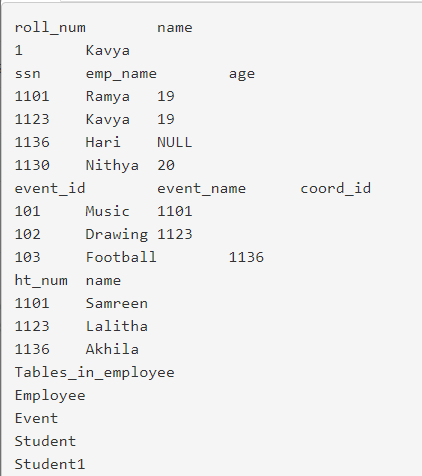 roll_num name
1 Kavya
ssn emp_name age
1101 Ramya 19
1123 Kavya 19
1136 Hari NULL
1130 Nithya 20
event_id event_name coord_id
101 Music 1101
102 Drawing 1123
103 Football 1136
ht_num name
1101 Samreen
1123 Lalitha
1136 Akhila
Tables_in_employee
Employee
Event
Student
Student1